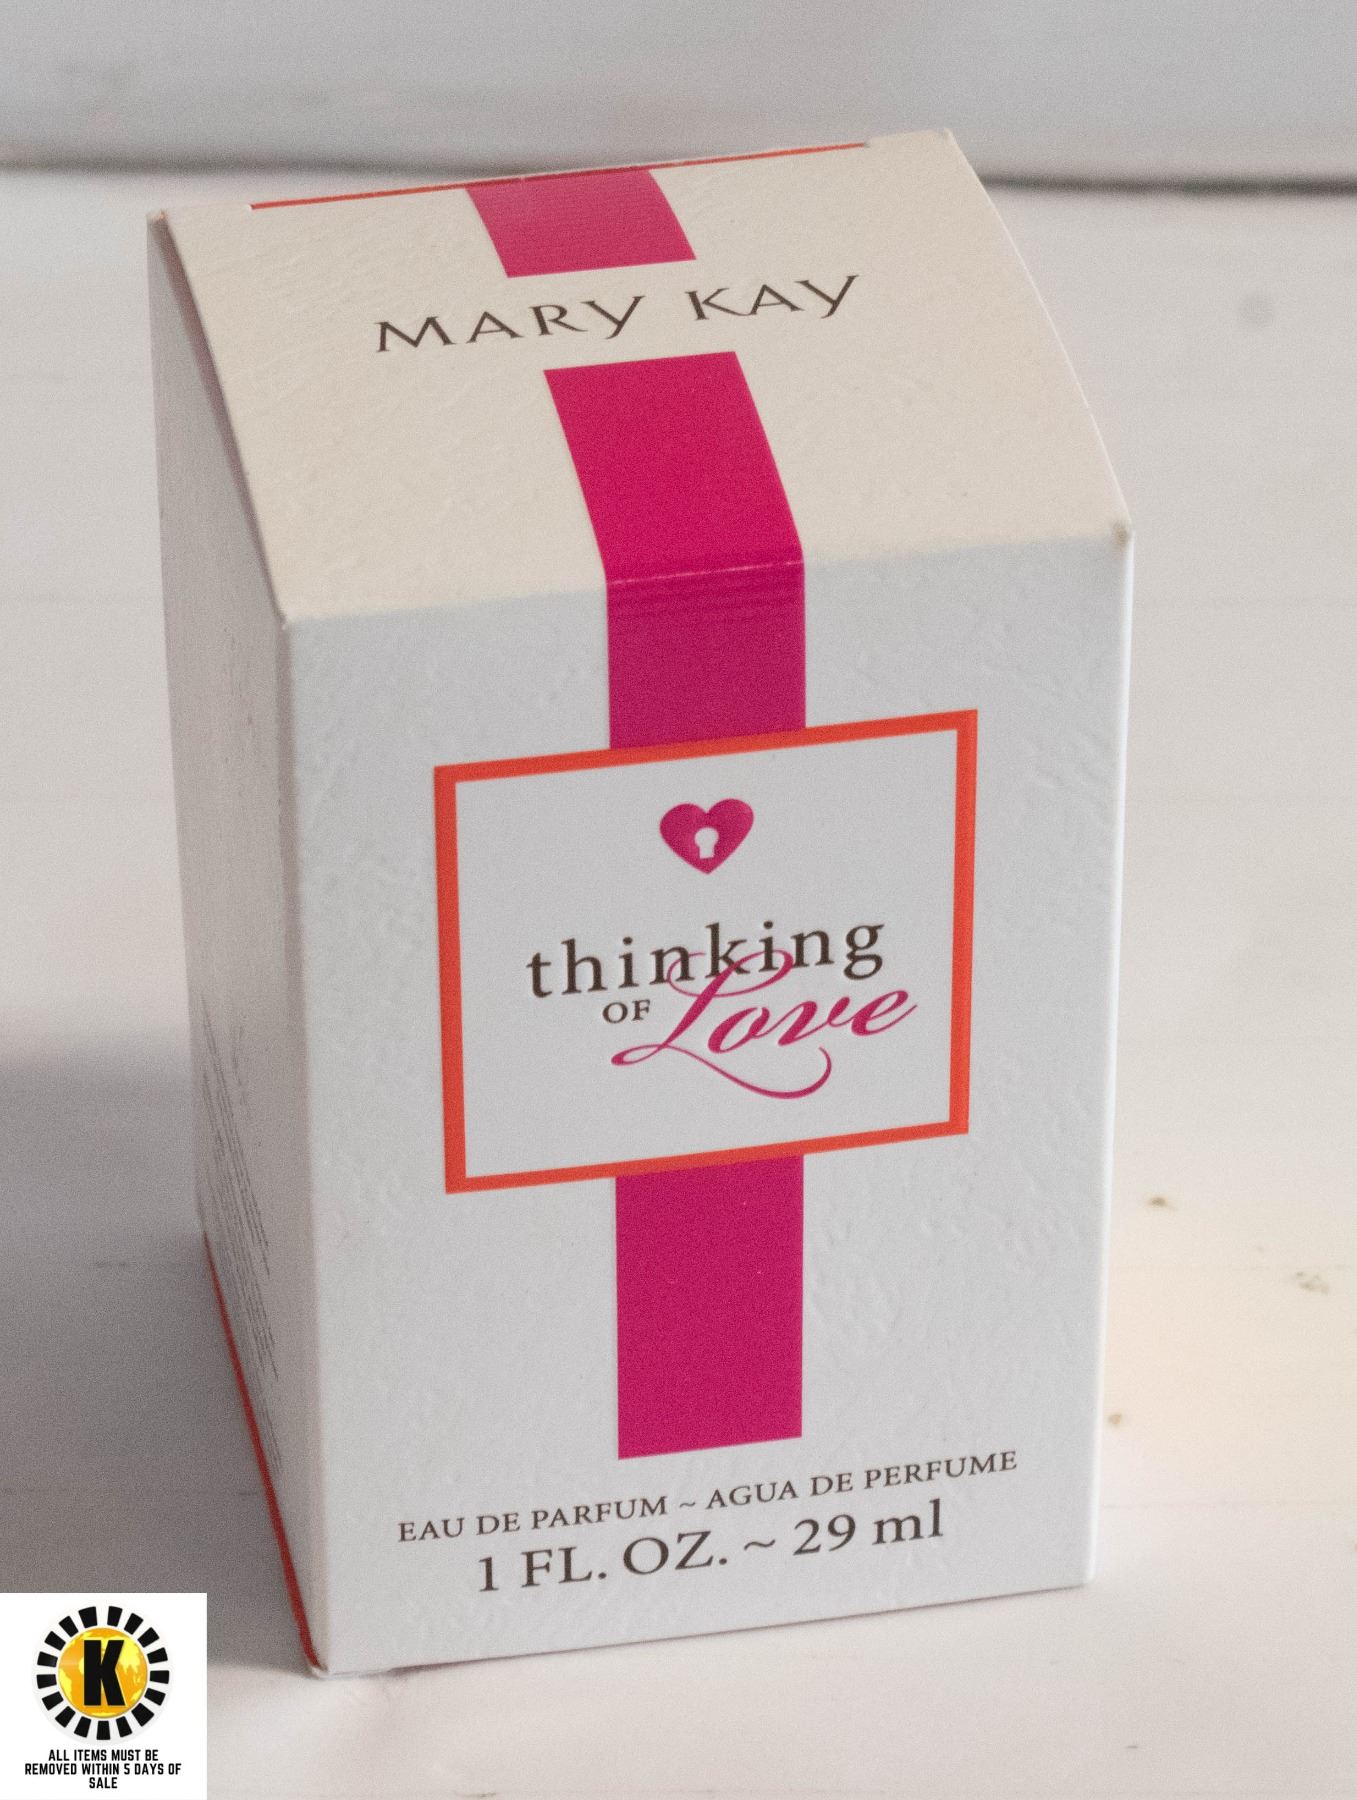 MARY KAY
thinking
OF Love
EAU DE PARFUM ~ AGUA DE PERFUME
1 FL. OZ. ~ 29 ml
K
ALL ITEMS MUST BE
REMOVED WITHIN 5 DAYS OF
SALE